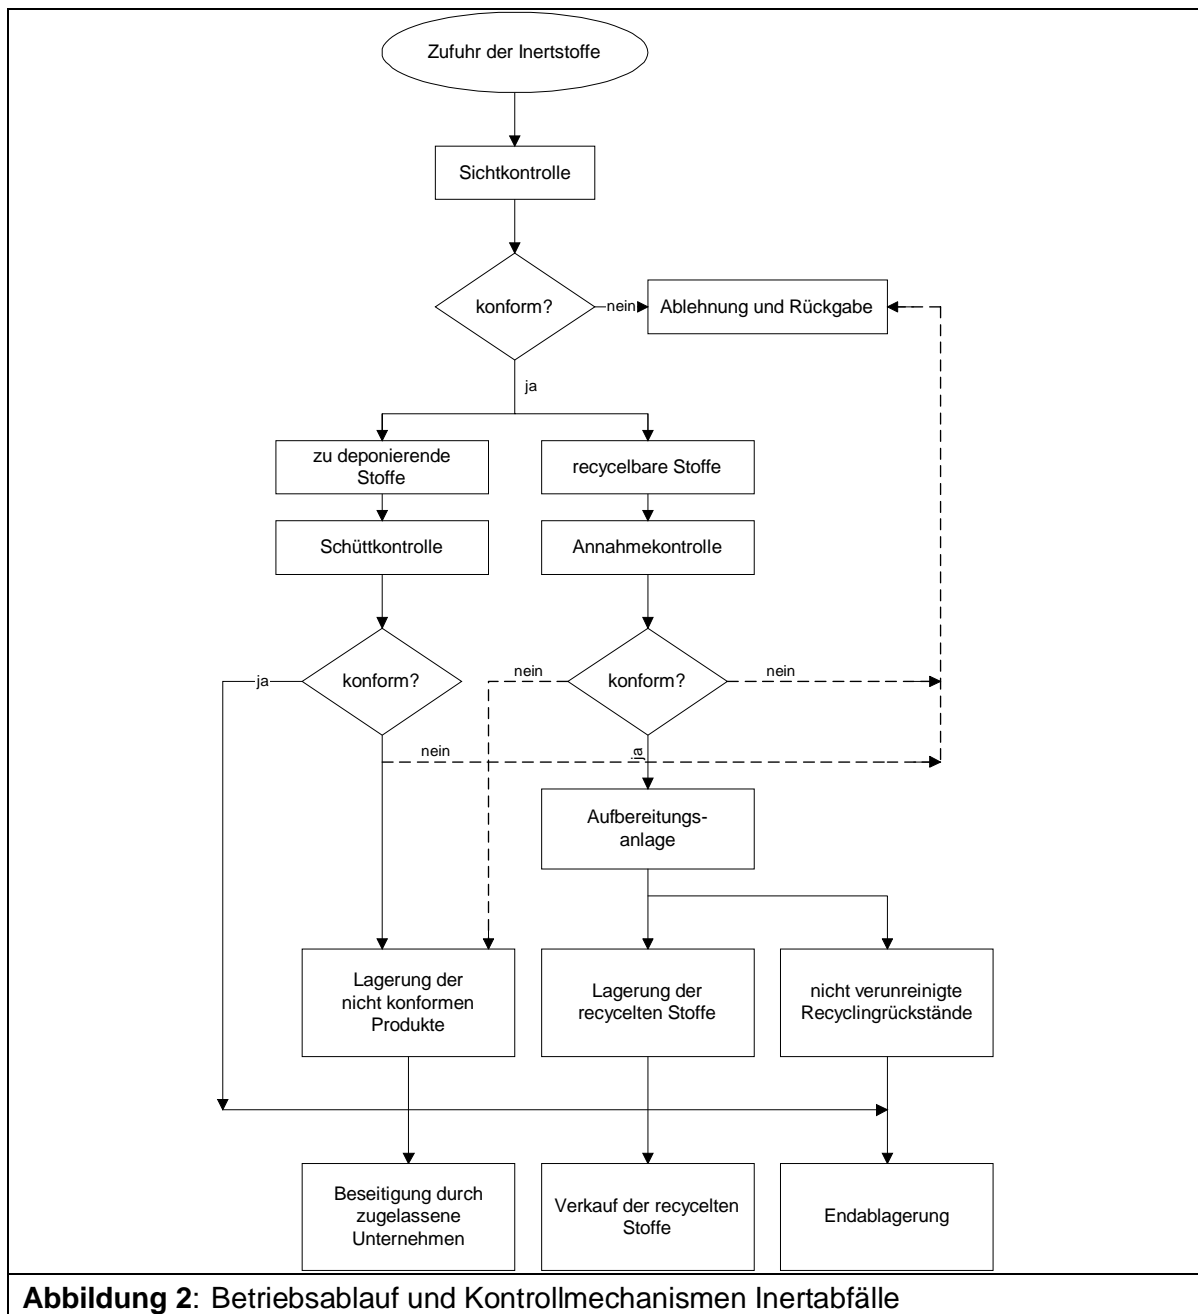 Zufuhr der Inertstoffe
Sichtkontrolle
konform?
nein
Ablehnung und Rückgabe
ja
zu deponierende
Stoffe
recycelbare Stoffe
Schüttkontrolle
Annahmekontrolle
ja
konform?
nein
konform?
nein
nein
ja
Aufbereitungs-
anlage
Lagerung der
nicht konformen
Produkte
Lagerung der
recycelten Stoffe
nicht verunreinigte
Recyclingrückstände
Beseitigung durch
zugelassene
Unternehmen
Verkauf der recycelten
Stoffe
Endablagerung
Abbildung 2: Betriebsablauf und Kontrollmechanismen Inertabfälle